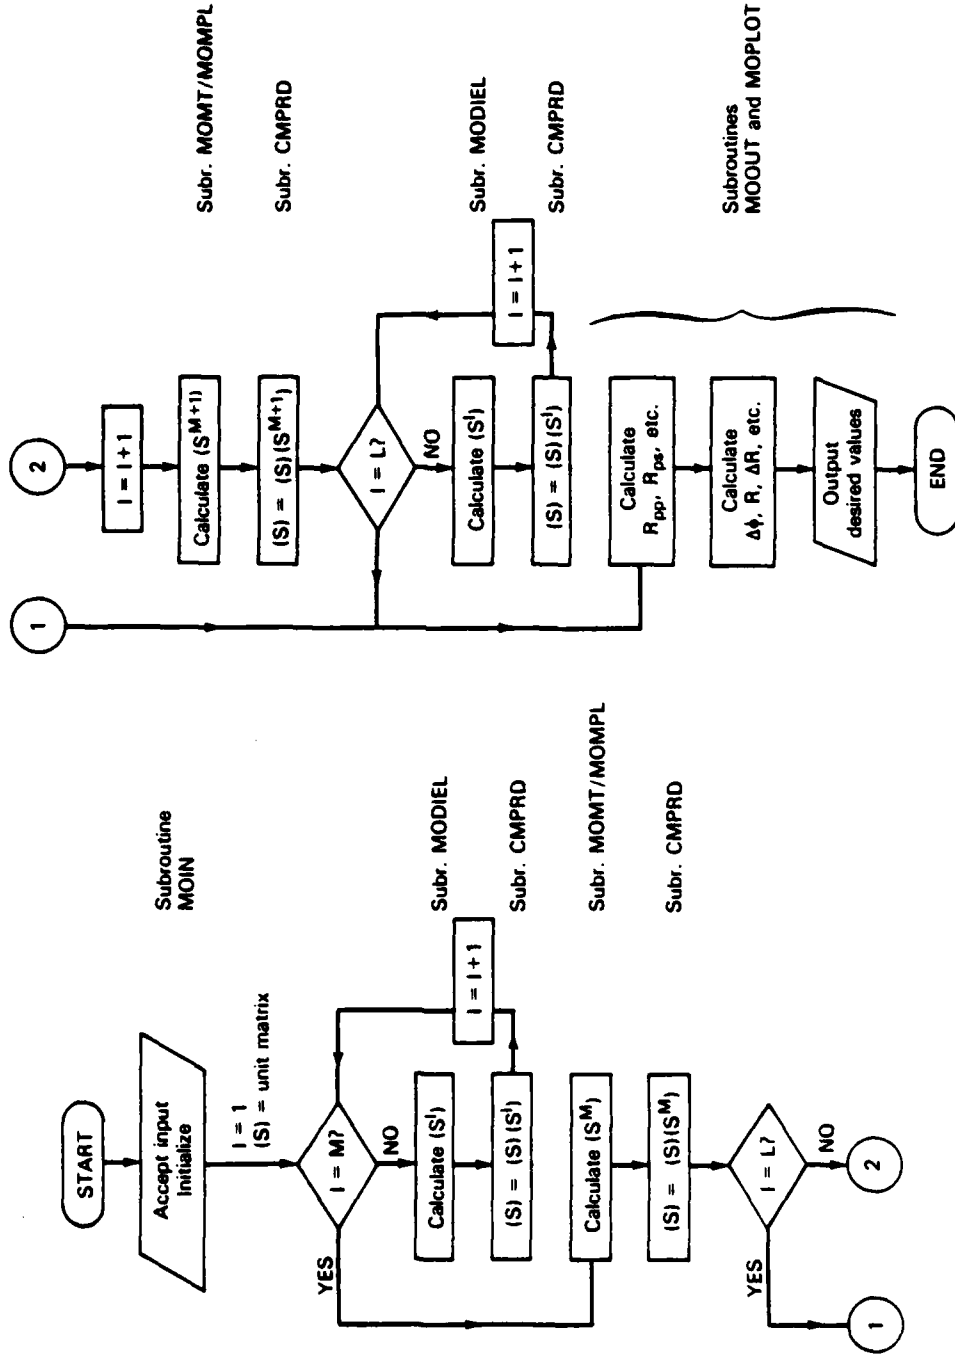 START
Accept input
Initialize
Subroutine
MOIN
I = 1
(S) = unit matrix
I = M?
YES
NO
Calculate (S^I)
Subr. MODIEL
I = I + 1
(S) = (S)(S^I)
Subr. CMPRD
Calculate (S^M)
Subr. MOMT/MOMPL
(S) = (S)(S^M)
Subr. CMPRD
I = L?
YES
NO
1
2
1
2
I = I + 1
Calculate (S^M+1)
Subr. MOMT/MOMPL
(S) = (S)(S^M+1)
Subr. CMPRD
I = L?
NO
Calculate (S^I)
Subr. MODIEL
I = I + 1
(S) = (S)(S^I)
Subr. CMPRD
Calculate
R_pp, R_ps, etc.
Calculate
Δϕ, R, ΔR, etc.
Subroutines
MOOUT and MOPLOT
Output
desired values
END